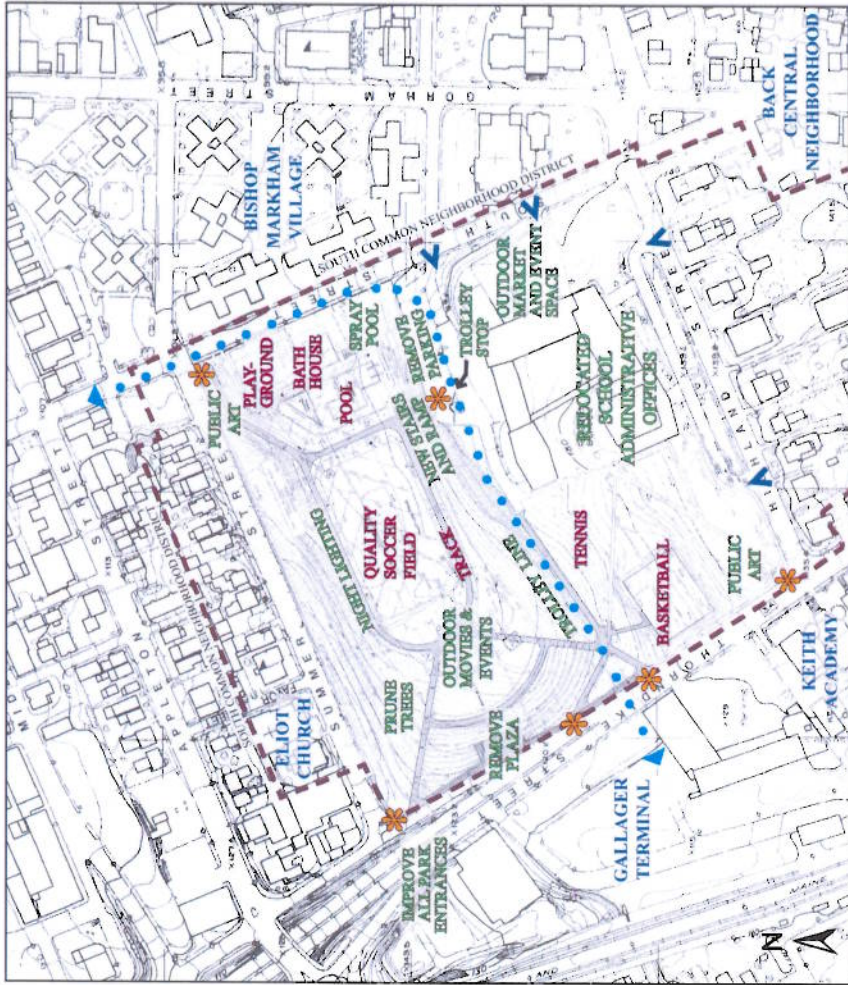 BISHOP
MARKHAM
VILLAGE
GORHAM
STREET
SOUTH COMMON NEIGHBORHOOD DISTRICT
BACK
CENTRAL
NEIGHBORHOOD
STREET
APPLETON
SOUTH COMMON NEIGHBORHOOD DISTRICT
PUBLIC
ART
PLAY-
GROUND
BATH
HOUSE
POOL
SPRAY
POOL
REMOVE
PARKING
NEW STAIRS
AND RAMP
TROLLEY
STOP
OUTDOOR
MARKET
AND EVENT
SPACE
SOUTH
STREET
RELOCATED
SCHOOL
ADMINISTRATIVE
OFFICES
HIGHLAND
STREET
NIGHT LIGHTING
QUALITY
SOCCER
FIELD
TRACK
TROLLEY LINE
TENNIS
BASKETBALL
PUBLIC
ART
OUTDOOR
MOVIES &
EVENTS
PRUNE
TREES
REMOVE
PLAZA
ELIOT
CHURCH
SUMMER
STREET
IMPROVE
ALL PARK
ENTRANCES
THORNDIKE
STREET
GALLAGER
TERMINAL
KEITH
ACADEMY
N